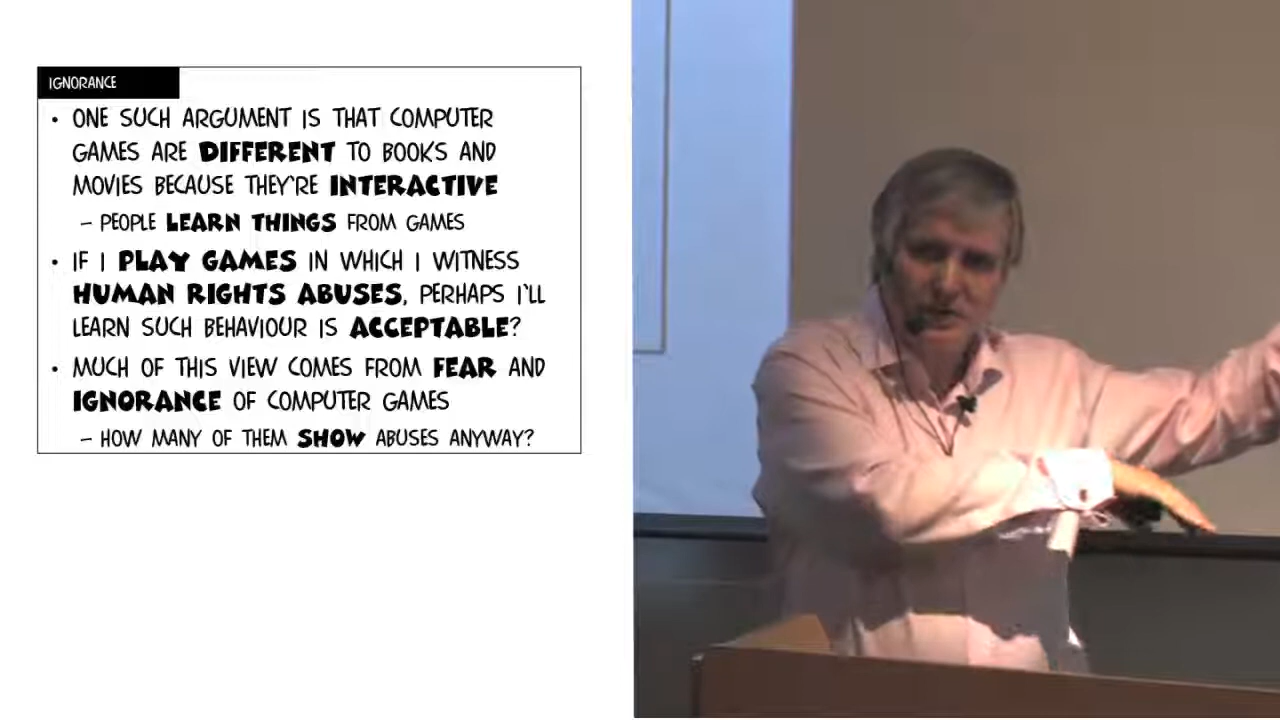 IGNORANCE
• ONE SUCH ARGUMENT IS THAT COMPUTER
GAMES ARE DIFFERENT TO BOOKS AND
MOVIES BECAUSE THEY'RE INTERACTIVE
– PEOPLE LEARN THINGS FROM GAMES
• IF I PLAY GAMES IN WHICH I WITNESS
HUMAN RIGHTS ABUSES, PERHAPS I'LL
LEARN SUCH BEHAVIOUR IS ACCEPTABLE?
• MUCH OF THIS VIEW COMES FROM FEAR AND
IGNORANCE OF COMPUTER GAMES
– HOW MANY OF THEM SHOW ABUSES ANYWAY?